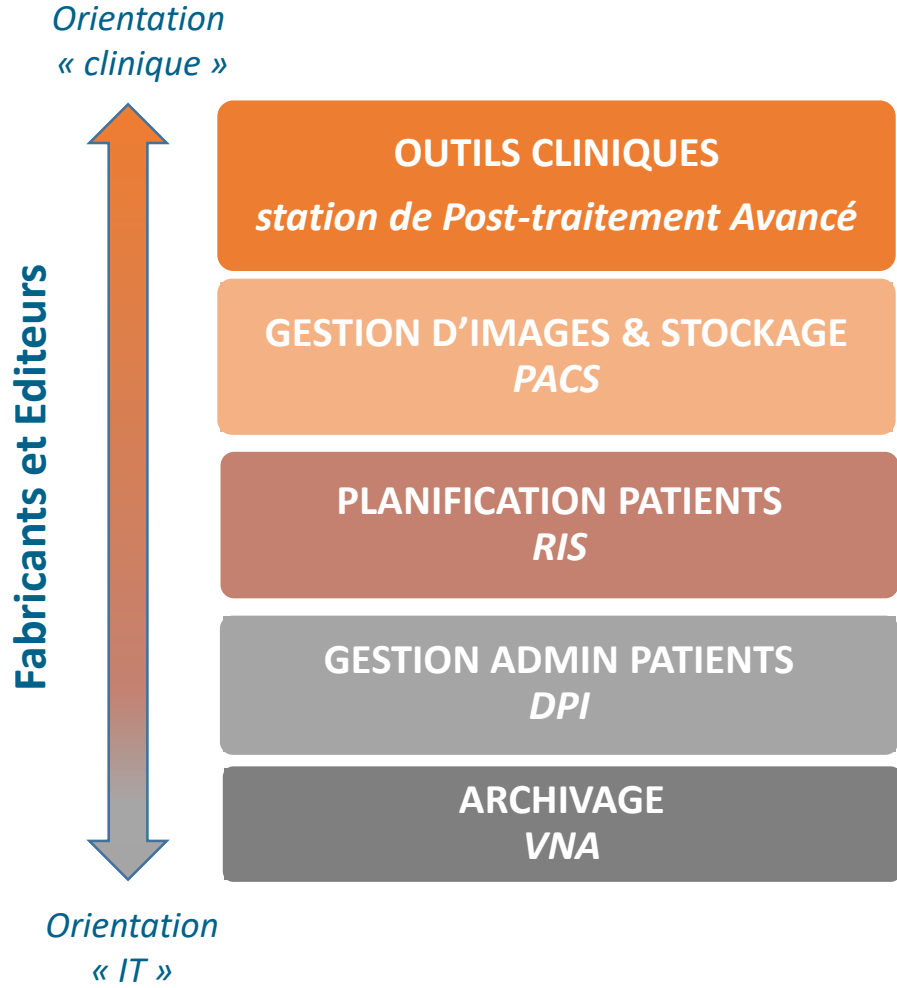 Orientation
« clinique »
Fabricants et Editeurs
OUTILS CLINIQUES
station de Post-traitement Avancé
GESTION D’IMAGES & STOCKAGE
PACS
PLANIFICATION PATIENTS
RIS
GESTION ADMIN PATIENTS
DPI
ARCHIVAGE
VNA
Orientation
« IT »